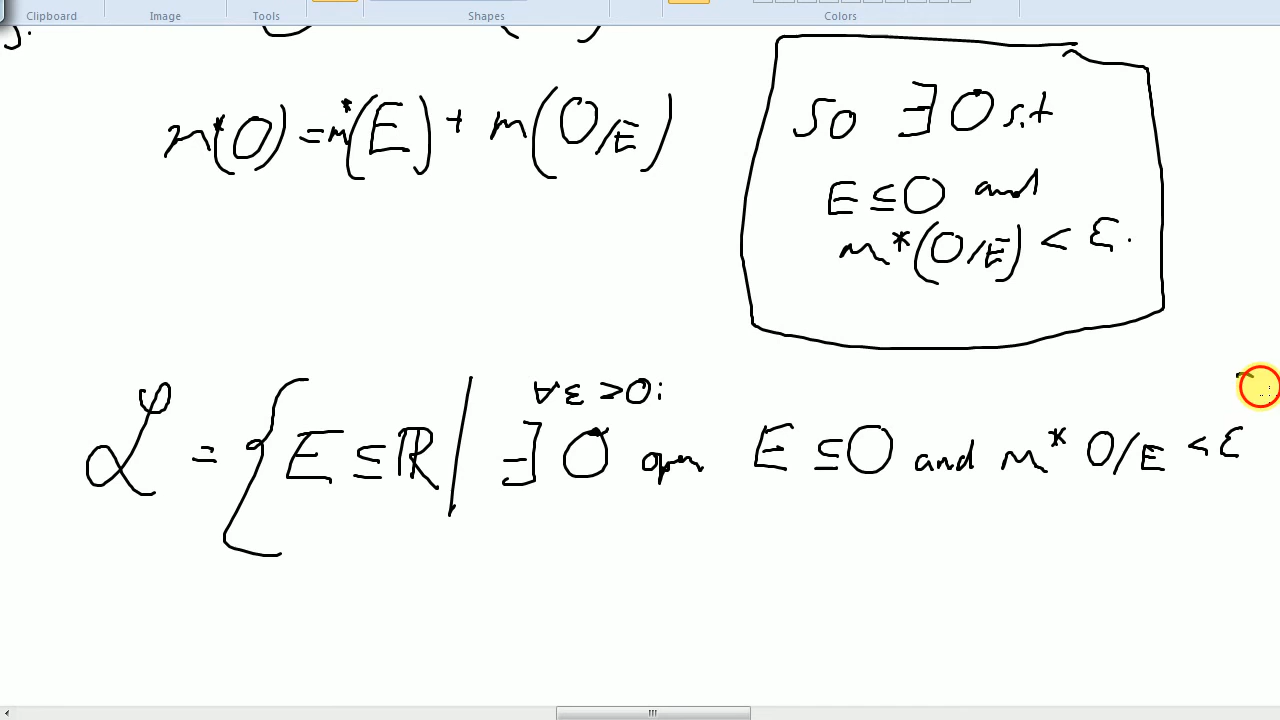 Clipboard Image Tools Shapes Colors
m*(O) = m*(E) + m(O/E)
So ∃ O s.t
E ⊆ O and
m*(O/E) < ε.
∀ε >0:
ℒ = { E ⊆ ℝ | ∃ O open E ⊆ O and m* O/E < ε